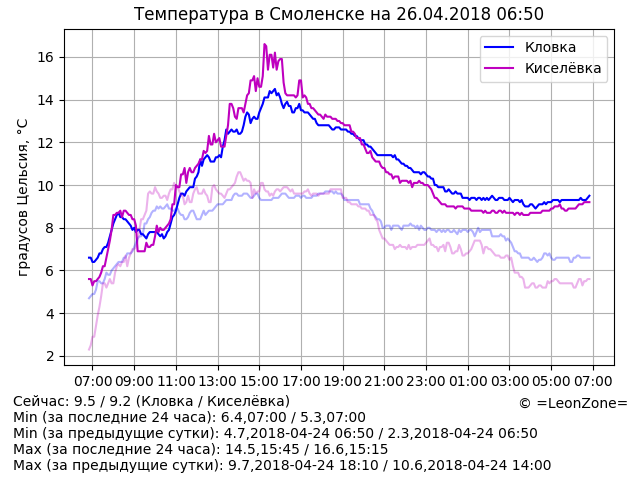 Температура в Смоленске на 26.04.2018 06:50
Кловка
Киселёвка
градусов Цельсия, °C
16
14
12
10
8
6
4
2
07:00 09:00 11:00 13:00 15:00 17:00 19:00 21:00 23:00 01:00 03:00 05:00 07:00
Сейчас: 9.5 / 9.2 (Кловка / Киселёвка)
© =LeonZone=
Min (за последние 24 часа): 6.4,07:00 / 5.3,07:00
Min (за предыдущие сутки): 4.7,2018-04-24 06:50 / 2.3,2018-04-24 06:50
Max (за последние 24 часа): 14.5,15:45 / 16.6,15:15
Max (за предыдущие сутки): 9.7,2018-04-24 18:10 / 10.6,2018-04-24 14:00